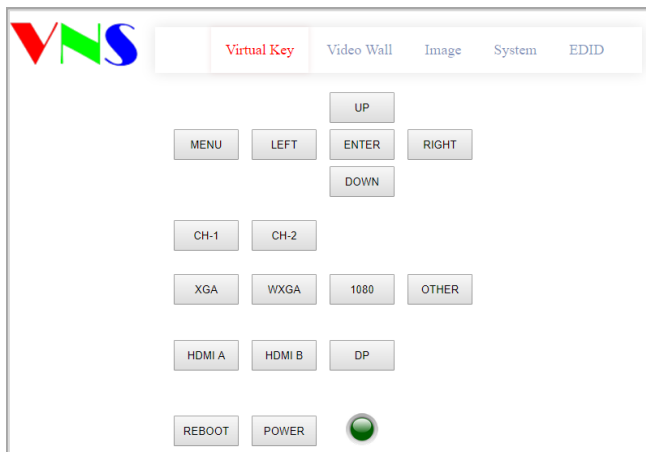 VNS
Virtual Key Video Wall Image System EDID
UP
MENU LEFT ENTER RIGHT
DOWN
CH-1 CH-2
XGA WXGA 1080 OTHER
HDMI A HDMI B DP
REBOOT POWER